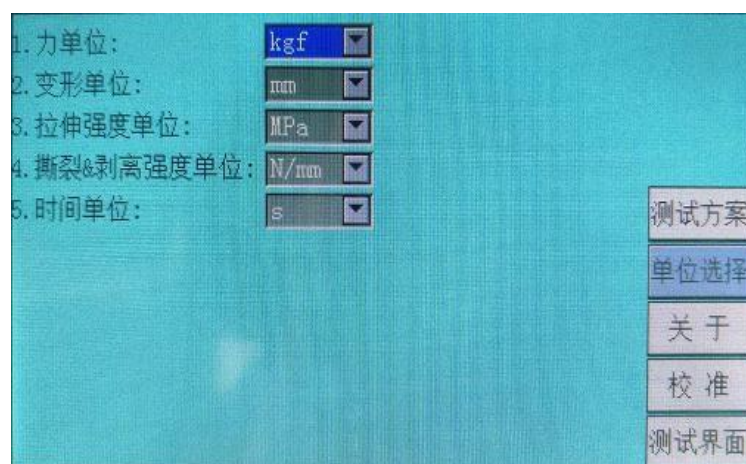 1.力单位: kgf
2.变形单位: mm
3.拉伸强度单位: MPa
4.撕裂&剥离强度单位: N/mm
5.时间单位: s
测试方案
单位选择
关于
校准
测试界面